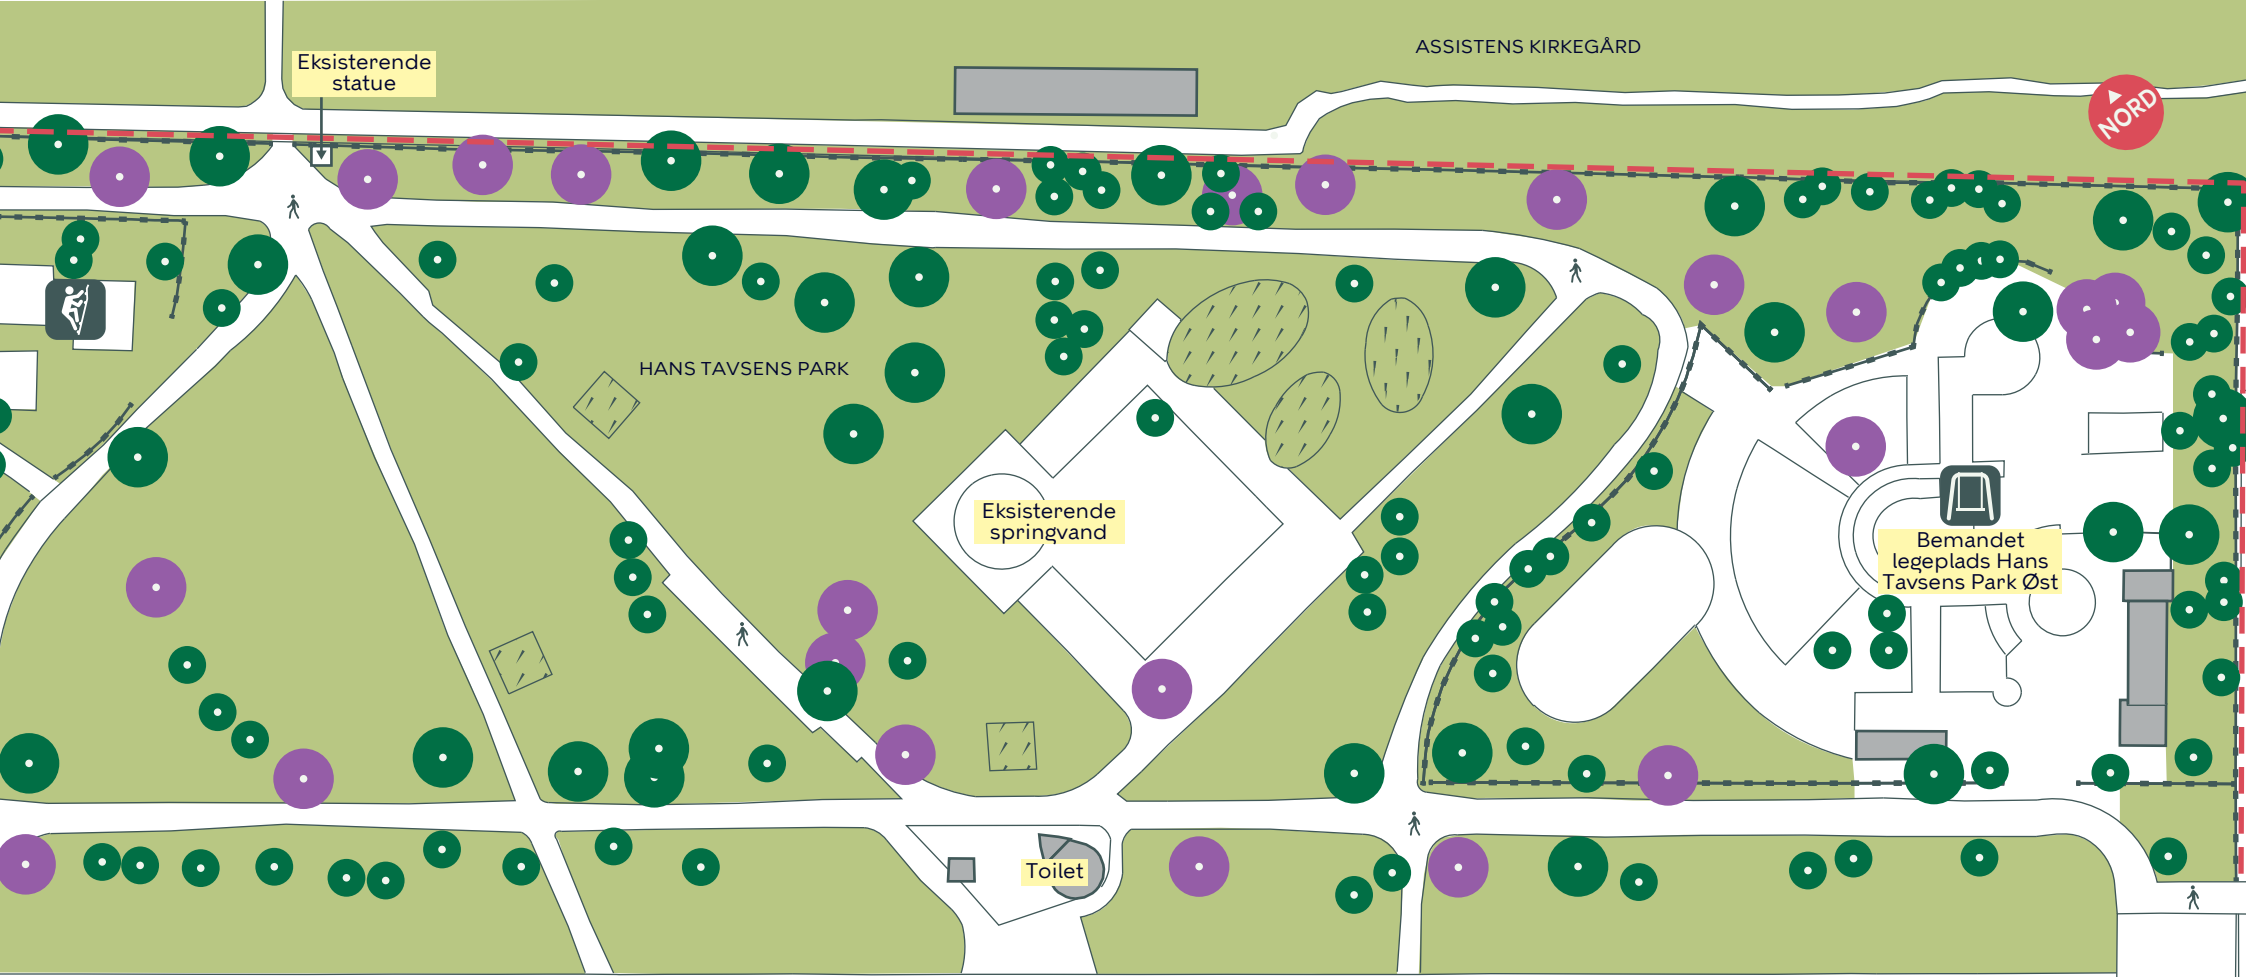 ASSISTENS KIRKEGÅRD
Eksisterende
statue
NORD
HANS TAVSENS PARK
Eksisterende
springvand
Bemandet
legeplads Hans
Tavsens Park Øst
Toilet